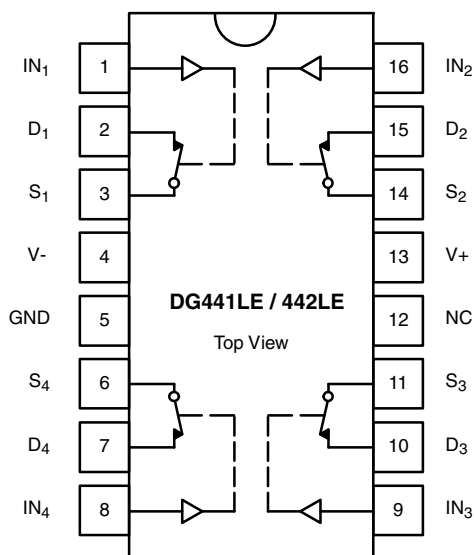 IN1 1 16 IN2
D1 2 15 D2
S1 3 14 S2
V- 4 13 V+
GND 5 DG441LE / 442LE 12 NC
Top View
S4 6 11 S3
D4 7 10 D3
IN4 8 9 IN3